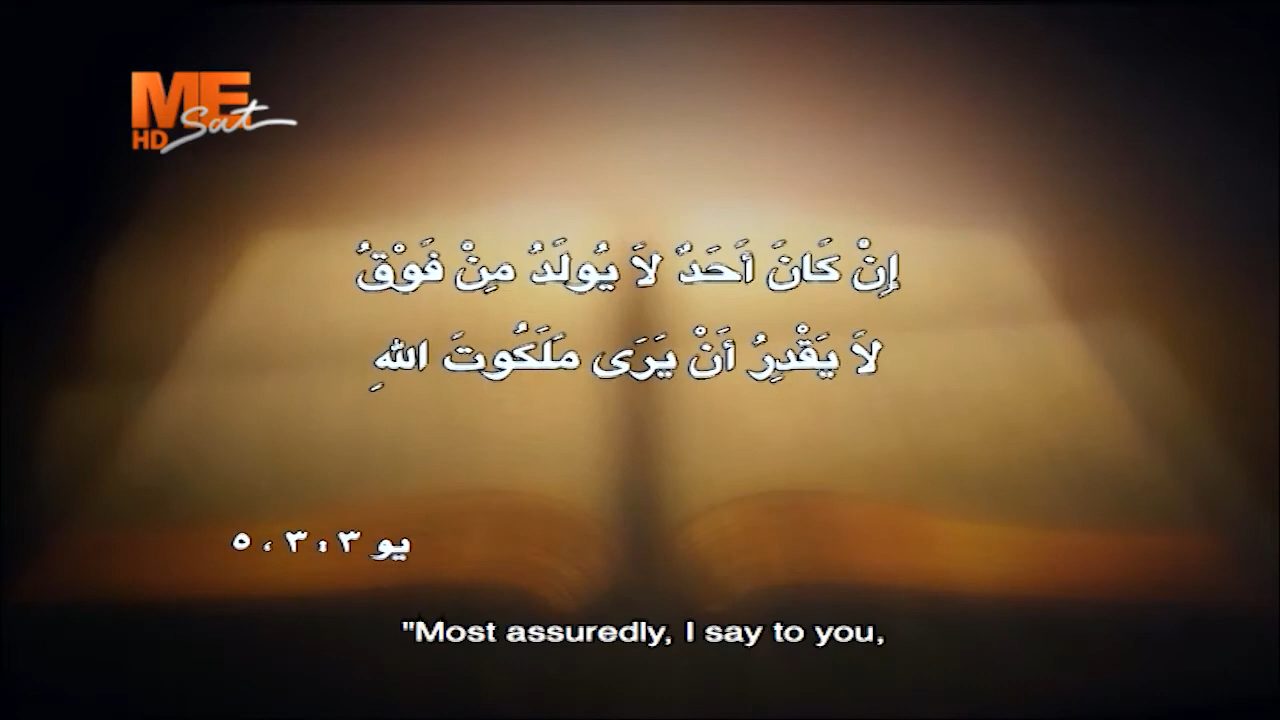 ME
Sat
HD
إِنْ كَانَ أَحَدٌ لاَ يُولَدُ مِنْ فَوْقُ
لاَ يَقْدِرُ أَنْ يَرَى مَلَكُوتَ اللهِ
يو ٣ : ٣ ، ٥
"Most assuredly, I say to you,